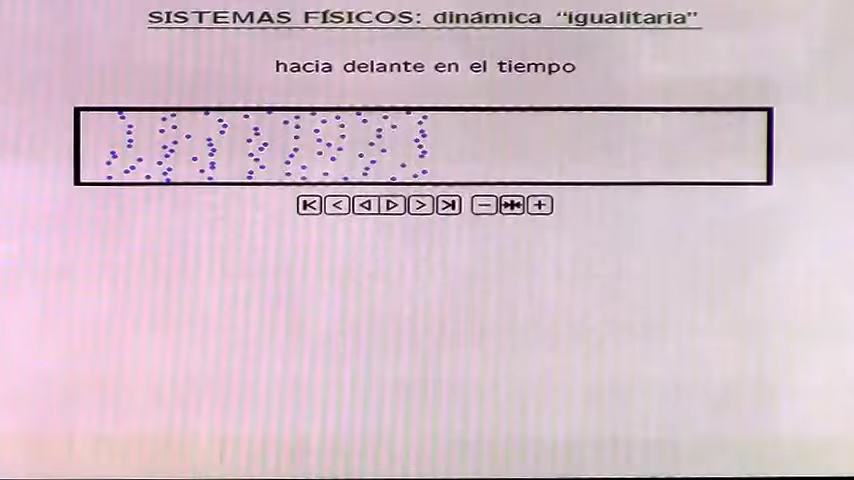 SISTEMAS FÍSICOS: dinámica “igualitaria”
hacia delante en el tiempo